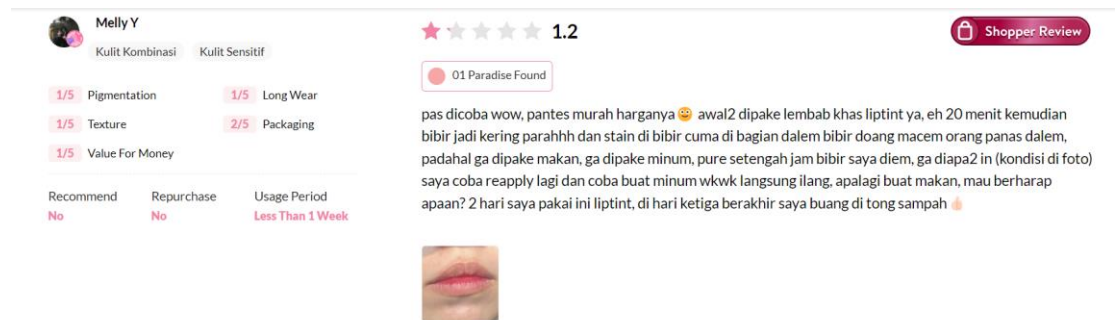 Melly Y
Kulit Kombinasi Kulit Sensitif
1/5 Pigmentation 1/5 Long Wear
1/5 Texture 2/5 Packaging
1/5 Value For Money
Recommend Repurchase Usage Period
No No Less Than 1 Week
1.2
Shopper Review
01 Paradise Found
pas dicoba wow, pantes murah harganya 🙂 awal2 dipake lembab khas liptint ya, eh 20 menit kemudian
bibir jadi kering parahhh dan stain di bibir cuma di bagian dalem bibir doang macem orang panas dalem,
padahal ga dipake makan, ga dipake minum, pure setengah jam bibir saya diem, ga diapa2 in (kondisi di foto)
saya coba reapply lagi dan coba buat minum wkwk langsung ilang, apalagi buat makan, mau berharap
apaan? 2 hari saya pakai ini liptint, di hari ketiga berakhir saya buang di tong sampah 👍🏻